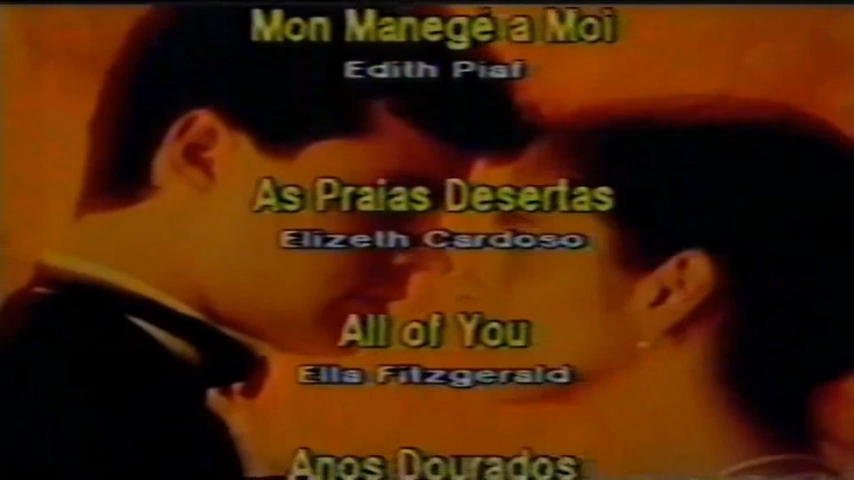 Mon Manegé a Moi
Edith Piaf
As Praias Desertas
Elizeth Cardoso
All of You
Ella Fitzgerald
Anos Dourados